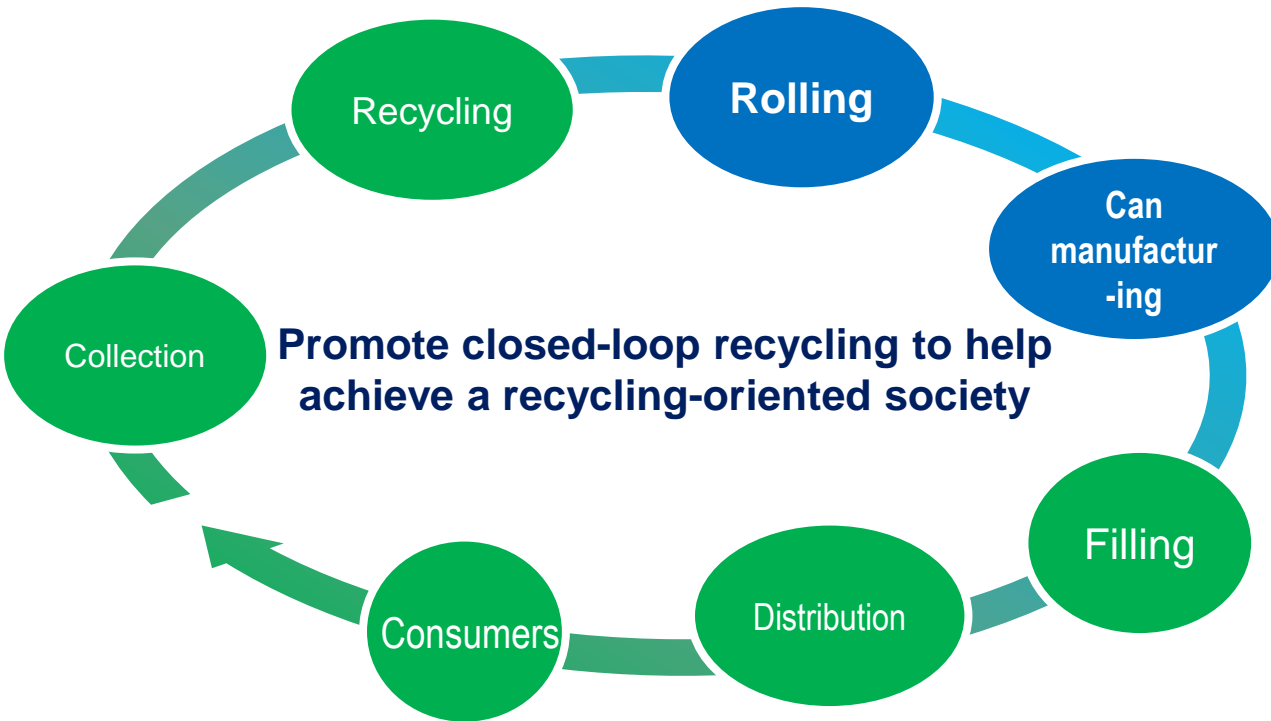 Recycling
Rolling
Can
manufactur
-ing
Collection
Promote closed-loop recycling to help
achieve a recycling-oriented society
Filling
Distribution
Consumers